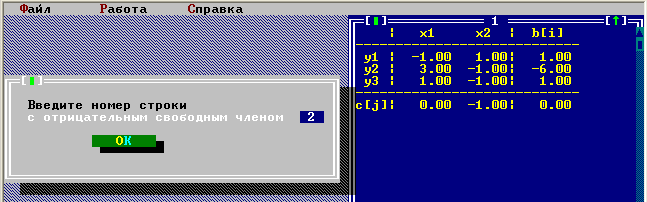 Файл Работа Справка
Введите номер строки
с отрицательным свободным членом 2
OK
1
x1 x2 b[i]
y1 -1.00 1.00 1.00
y2 3.00 -1.00 -6.00
y3 1.00 -1.00 1.00
c[j] 0.00 -1.00 0.00